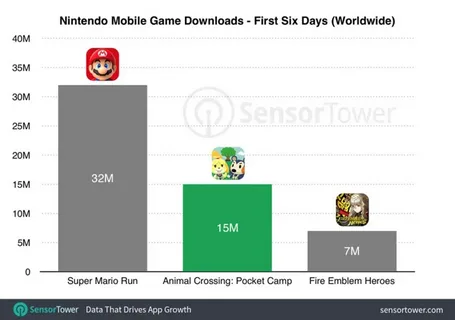 Nintendo Mobile Game Downloads - First Six Days (Worldwide)
40M
35M
30M
25M
20M
15M
10M
5M
0
SensorTower
32M
15M
7M
Super Mario Run
Animal Crossing: Pocket Camp
Fire Emblem Heroes
SensorTower Data That Drives App Growth
sensortower.com